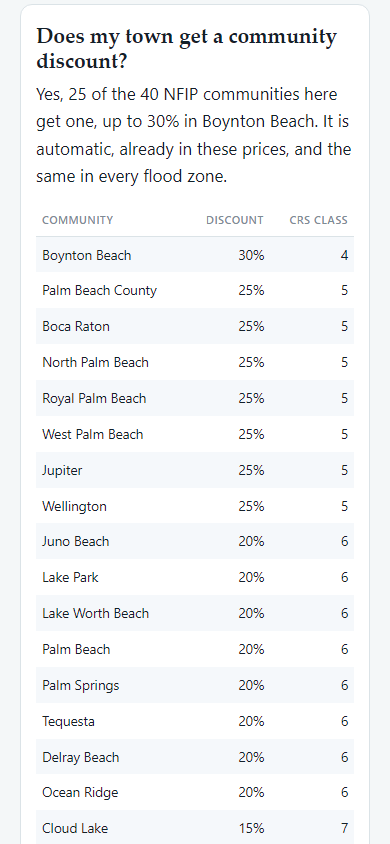 Does my town get a community
discount?
Yes, 25 of the 40 NFIP communities here
get one, up to 30% in Boynton Beach. It is
automatic, already in these prices, and the
same in every flood zone.
COMMUNITY DISCOUNT CRS CLASS
Boynton Beach 30% 4
Palm Beach County 25% 5
Boca Raton 25% 5
North Palm Beach 25% 5
Royal Palm Beach 25% 5
West Palm Beach 25% 5
Jupiter 25% 5
Wellington 25% 5
Juno Beach 20% 6
Lake Park 20% 6
Lake Worth Beach 20% 6
Palm Beach 20% 6
Palm Springs 20% 6
Tequesta 20% 6
Delray Beach 20% 6
Ocean Ridge 20% 6
Cloud Lake 15% 7